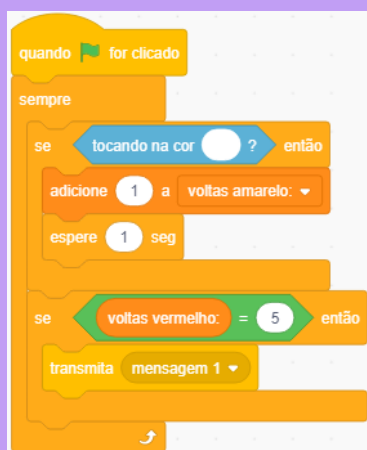 quando for clicado
sempre
se tocando na cor ? então
adicione 1 a voltas amarelo:
espere 1 seg
se voltas vermelho: = 5 então
transmita mensagem 1